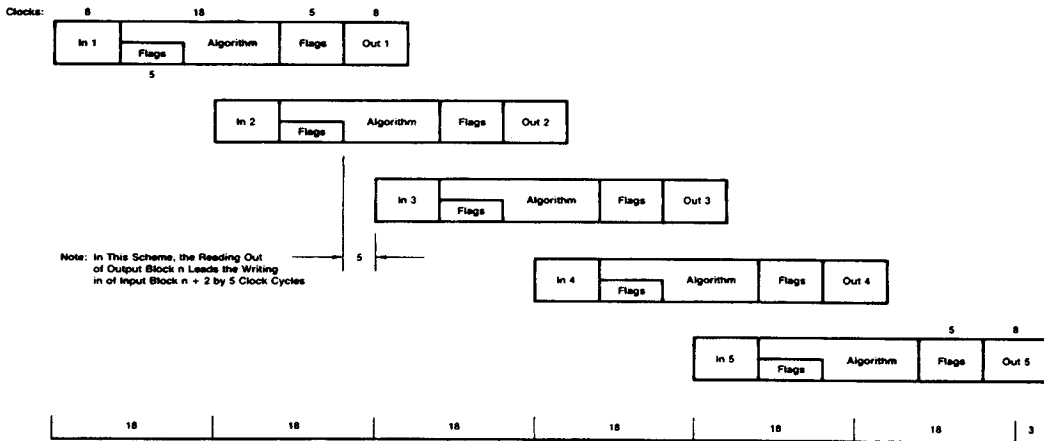 Clocks: 8 18 5 8
In 1 Flags Algorithm Flags Out 1
5
In 2 Flags Algorithm Flags Out 2
In 3 Flags Algorithm Flags Out 3
Note: In This Scheme, the Reading Out
of Output Block n Leads the Writing
in of Input Block n + 2 by 5 Clock Cycles
5
In 4 Flags Algorithm Flags Out 4
5 8
In 5 Flags Algorithm Flags Out 5
18 18 18 18 18 18 3